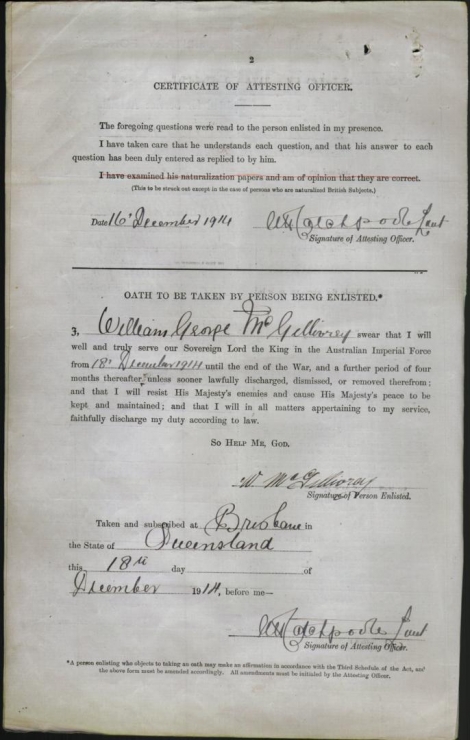 2
CERTIFICATE OF ATTESTING OFFICER.
The foregoing questions were read to the person enlisted in my presence.
I have taken care that he understands each question, and that his answer to each
question has been duly entered as replied to by him.
I have examined his naturalization papers and am of opinion that they are correct.
(This to be struck out except in the case of persons who are naturalised British Subjects.)
Date 16 December 1914
Catchpoole Lieut
Signature of Attesting Officer.
OATH TO BE TAKEN BY PERSON BEING ENLISTED.*
I, William George McGillivrey swear that I will
well and truly serve our Sovereign Lord the King in the Australian Imperial Force
from 18 December 1914 until the end of the War, and a further period of four
months thereafter unless sooner lawfully discharged, dismissed, or removed therefrom;
and that I will resist His Majesty's enemies and cause His Majesty's peace to be
kept and maintained; and that I will in all matters appertaining to my service,
faithfully discharge my duty according to law.
SO HELP ME, GOD.
W McGillivrey
Signature of Person Enlisted.
Taken and subscribed at Brisbane in
the State of Queensland
this 18th day of
December 1914, before me—
Catchpoole Lieut
Signature of Attesting Officer.
*A person enlisting who objects to taking an oath may make an affirmation in accordance with the Third Schedule of the Act, and
the above form must be amended accordingly. All amendments must be initialed by the Attesting Officer.